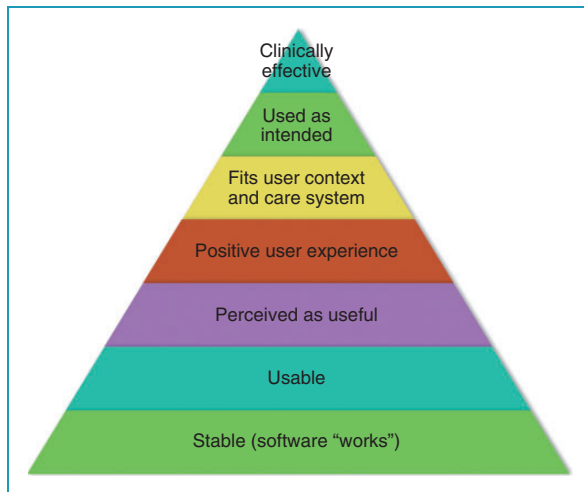 Clinically
effective
Used as
intended
Fits user context
and care system
Positive user experience
Perceived as useful
Usable
Stable (software “works”)